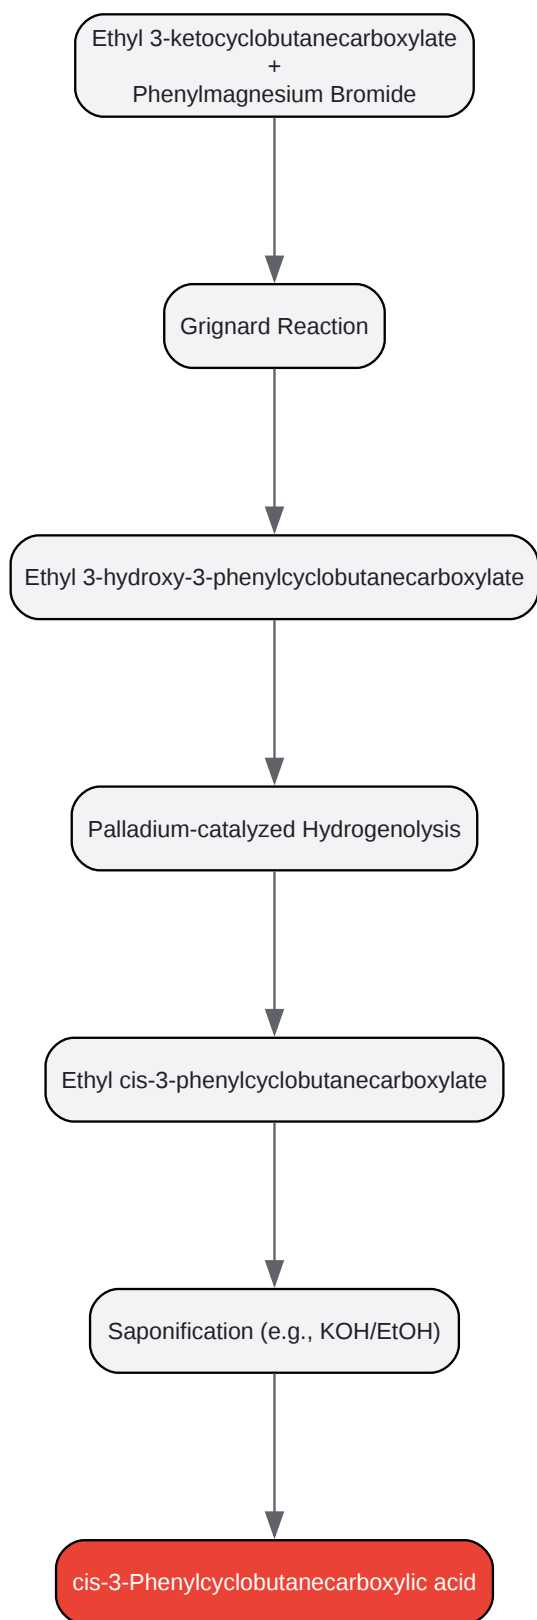 Ethyl 3-ketocyclobutanecarboxylate
+
Phenylmagnesium Bromide
Grignard Reaction
Ethyl 3-hydroxy-3-phenylcyclobutanecarboxylate
Palladium-catalyzed Hydrogenolysis
Ethyl cis-3-phenylcyclobutanecarboxylate
Saponification (e.g., KOH/EtOH)
cis-3-Phenylcyclobutanecarboxylic acid